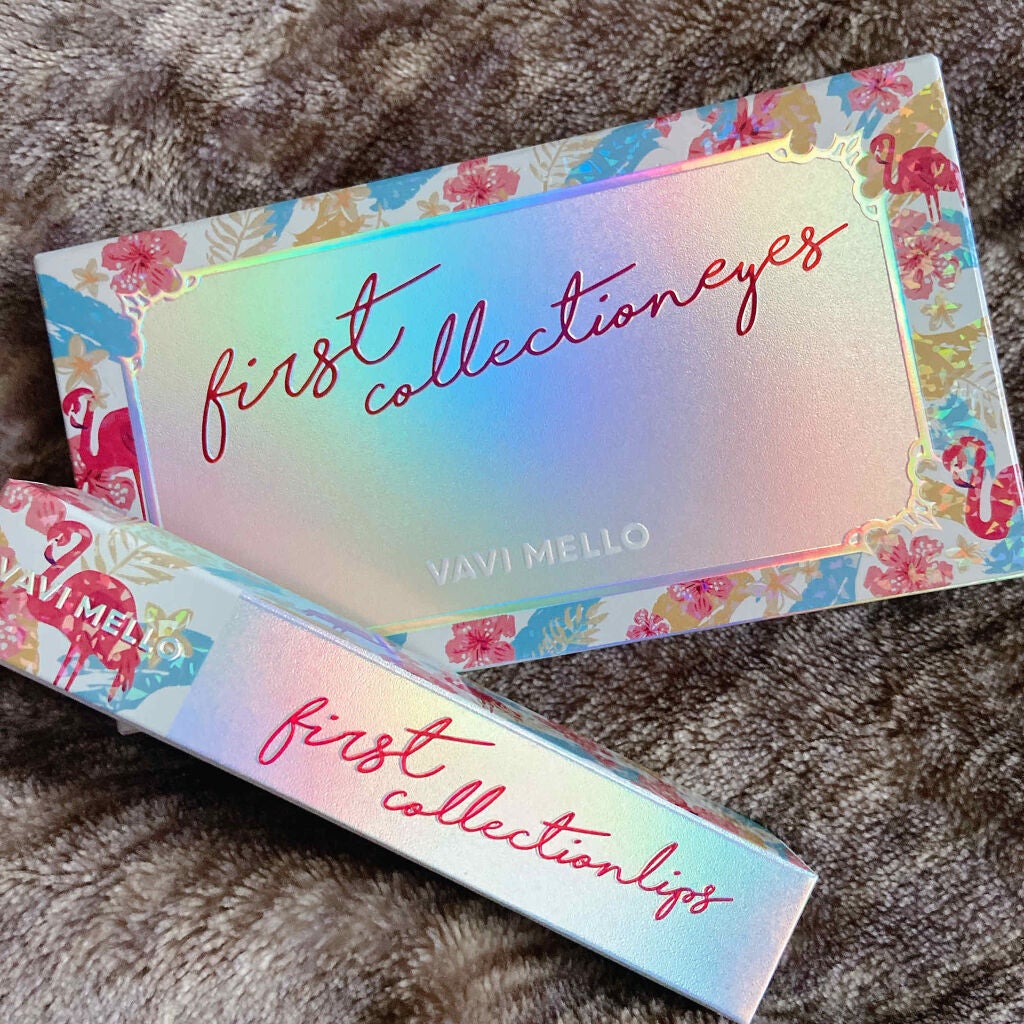 first
collectioneyes
VAVI MELLO
VAVI MELLO
first
collectionlips